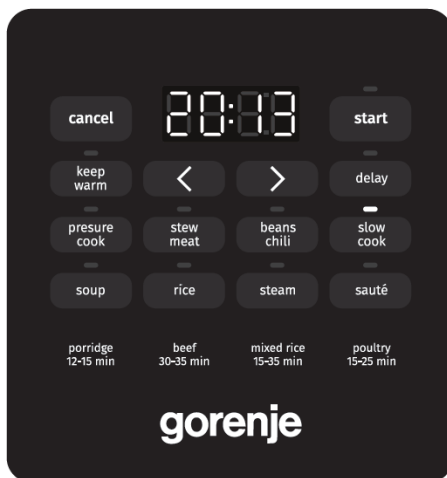 20:13
cancel
start
keep
warm
<
>
delay
presure
cook
stew
meat
beans
chili
slow
cook
soup
rice
steam
sauté
porridge
12-15 min
beef
30-35 min
mixed rice
15-35 min
poultry
15-25 min
gorenje